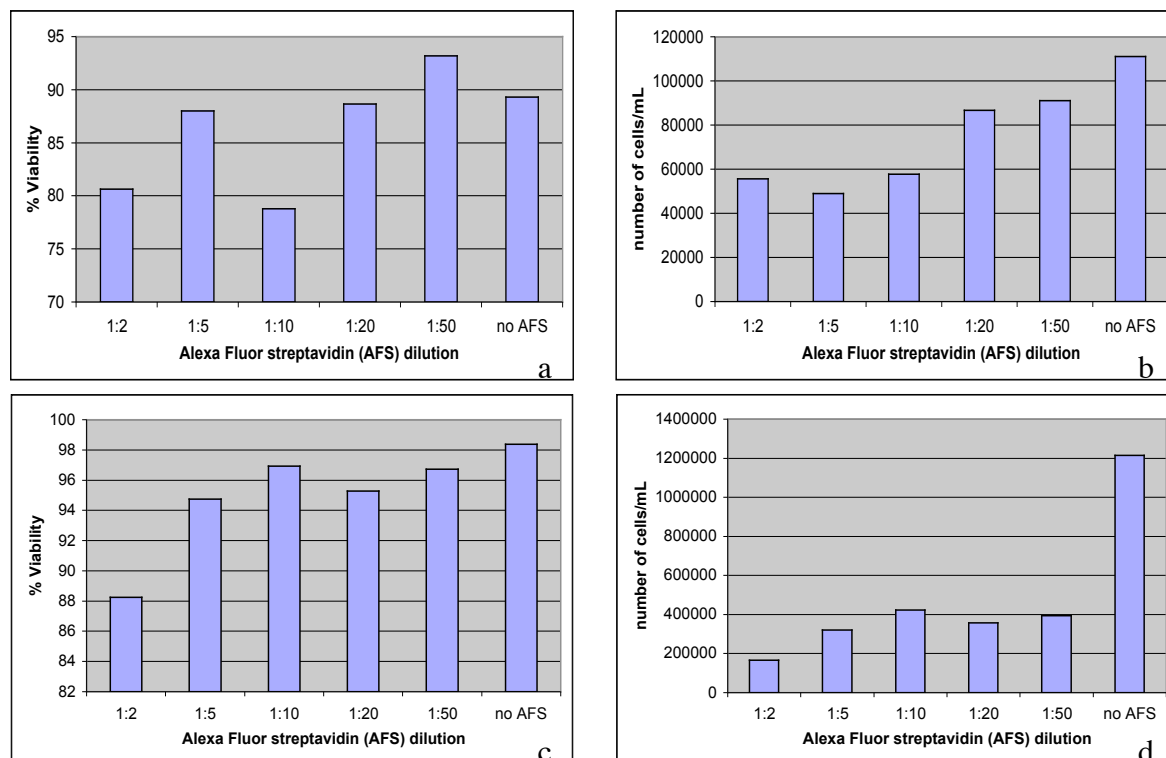 95
90
85
80
75
70
% Viability
1:2 1:5 1:10 1:20 1:50 no AFS
Alexa Fluor streptavidin (AFS) dilution
a
120000
100000
80000
60000
40000
20000
0
number of cells/mL
1:2 1:5 1:10 1:20 1:50 no AFS
Alexa Fluor streptavidin (AFS) dilution
b
100
98
96
94
92
90
88
86
84
82
% Viability
1:2 1:5 1:10 1:20 1:50 no AFS
Alexa Fluor streptavidin (AFS) dilution
c
1400000
1200000
1000000
800000
600000
400000
200000
0
number of cells/mL
1:2 1:5 1:10 1:20 1:50 no AFS
Alexa Fluor streptavidin (AFS) dilution
d